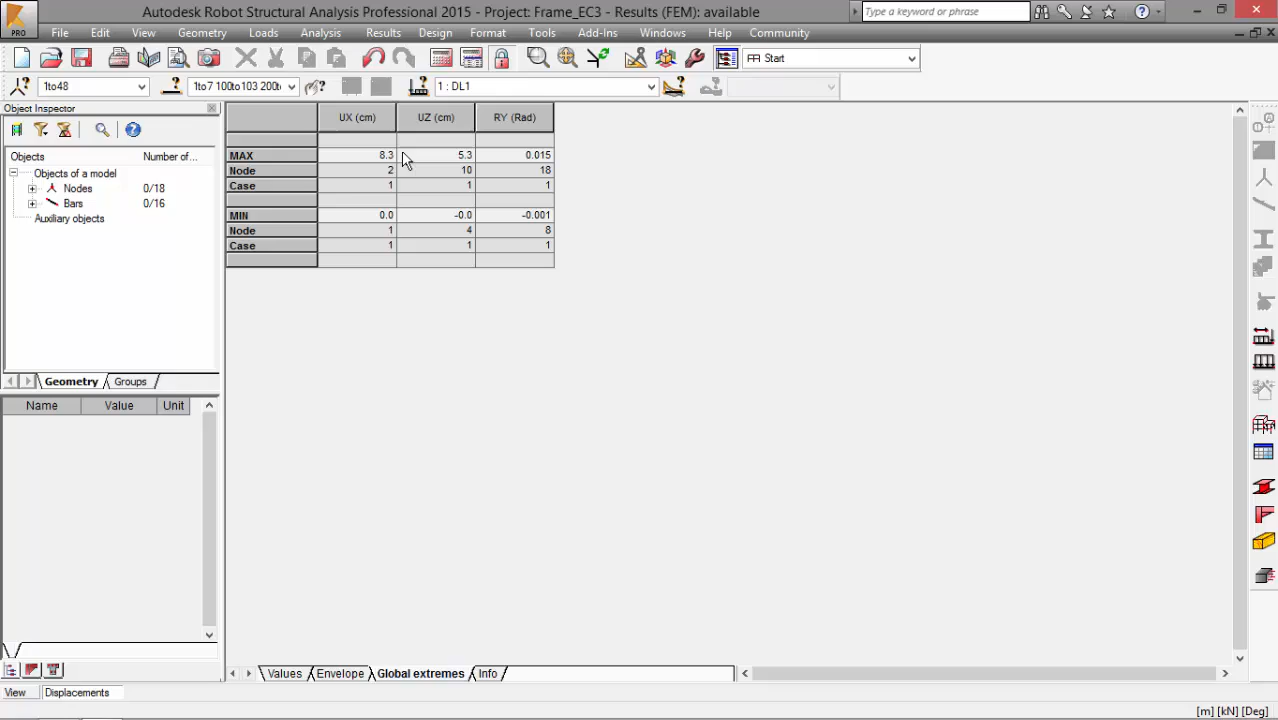 Autodesk Robot Structural Analysis Professional 2015 - Project: Frame_EC3 - Results (FEM): available
Type a keyword or phrase
PRO
File Edit View Geometry Loads Analysis Results Design Format Tools Add-Ins Windows Help Community
Start
1to48
1to7 100to103 200t
1 : DL1
Object Inspector
Objects Number of...
Objects of a model
Nodes 0/18
Bars 0/16
Auxiliary objects
Geometry Groups
Name Value Unit
UX (cm) UZ (cm) RY (Rad)
MAX 8.3 5.3 0.015
Node 2 10 18
Case 1 1 1
MIN 0.0 -0.0 -0.001
Node 1 4 8
Case 1 1 1
Values Envelope Global extremes Info
View Displacements
[m] [kN] [Deg]